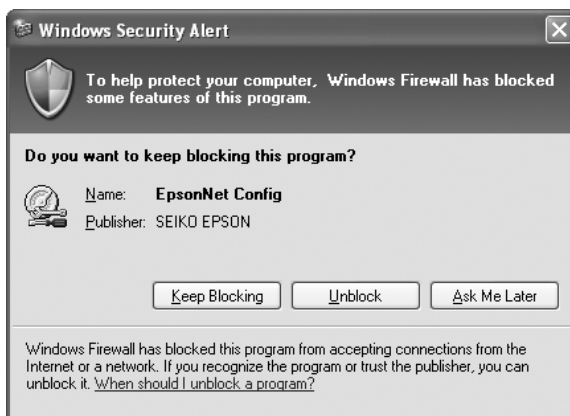 Windows Security Alert
To help protect your computer, Windows Firewall has blocked
some features of this program.
Do you want to keep blocking this program?
Name: EpsonNet Config
Publisher: SEIKO EPSON
Keep Blocking Unblock Ask Me Later
Windows Firewall has blocked this program from accepting connections from the
Internet or a network. If you recognize the program or trust the publisher, you can
unblock it. When should I unblock a program?